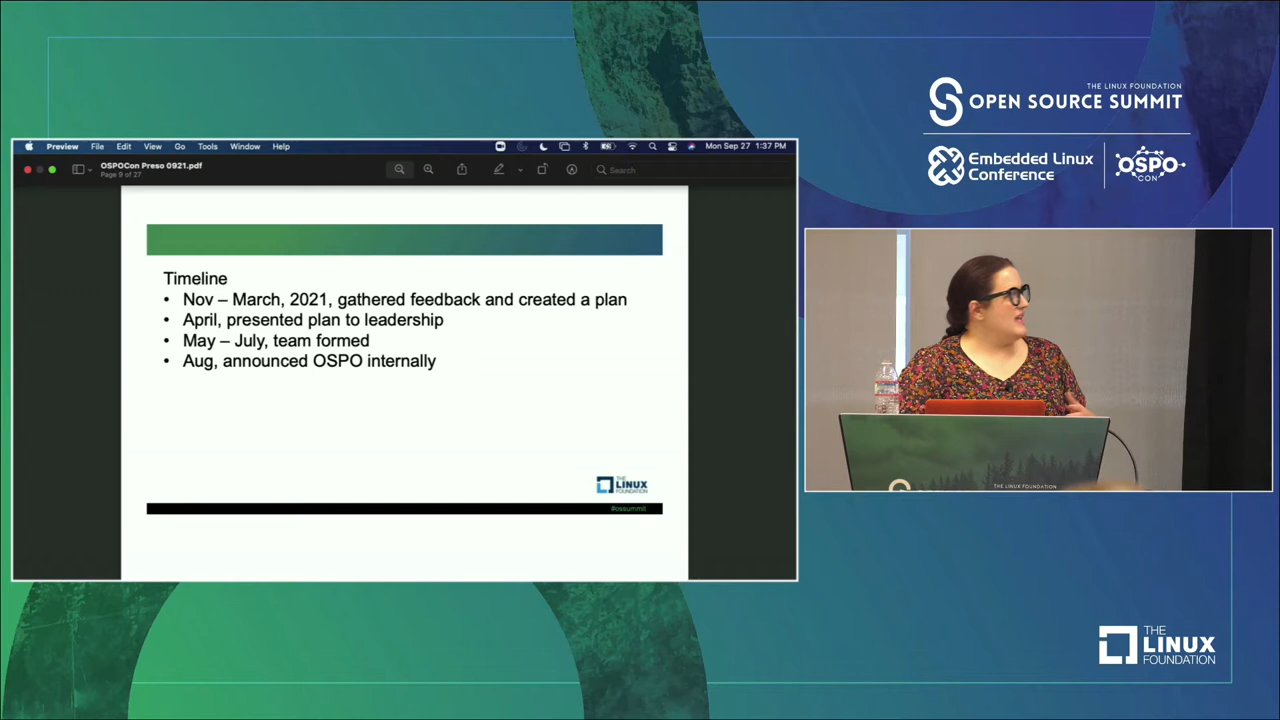 THE LINUX FOUNDATION
OPEN SOURCE SUMMIT
Embedded Linux
Conference
OSPO
CON
Preview File Edit View Go Tools Window Help
Mon Sep 27 1:37 PM
OSPOCon Preso 0921.pdf
Page 9 of 27
Search
Timeline
• Nov – March, 2021, gathered feedback and created a plan
• April, presented plan to leadership
• May – July, team formed
• Aug, announced OSPO internally
THE
LINUX
FOUNDATION
#ossummit
THE LINUX FOUNDATION
THE
LINUX
FOUNDATION